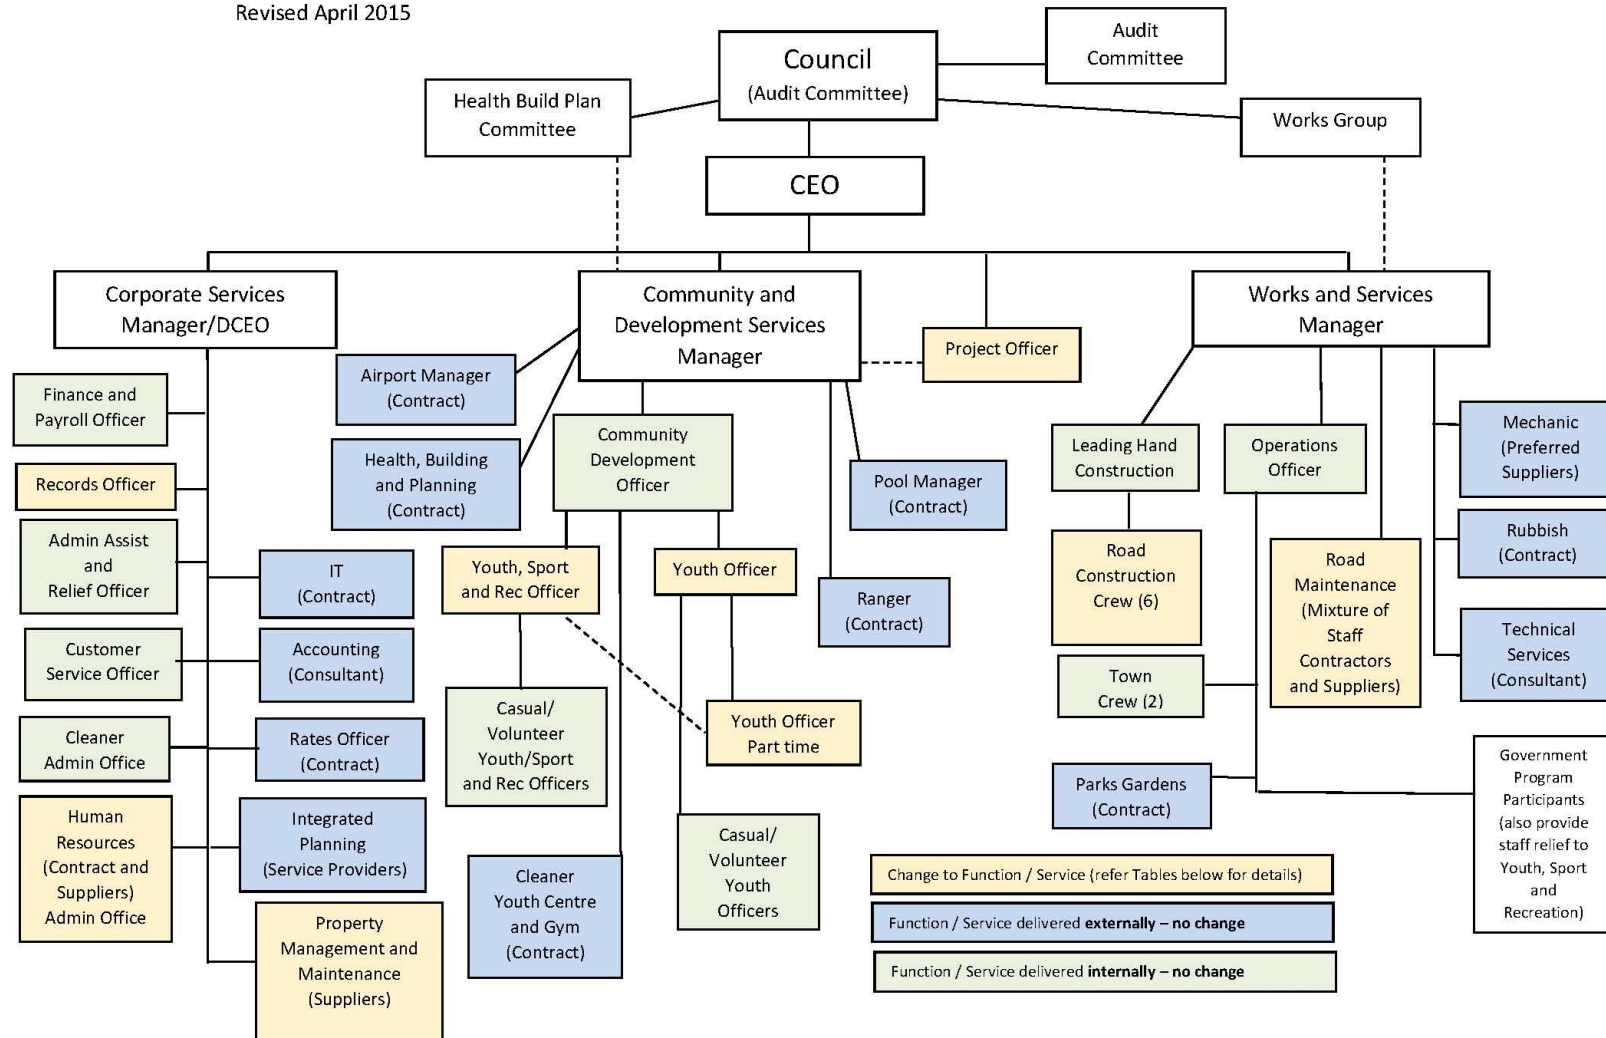 Revised April 2015
Audit
Committee
Council
(Audit Committee)
Health Build Plan
Committee
Works Group
CEO
Corporate Services
Manager/DCEO
Community and
Development Services
Manager
Works and Services
Manager
Project Officer
Airport Manager
(Contract)
Finance and
Payroll Officer
Community
Development
Officer
Leading Hand
Construction
Operations
Officer
Mechanic
(Preferred
Suppliers)
Health, Building
and Planning
(Contract)
Pool Manager
(Contract)
Records Officer
Admin Assist
and
Relief Officer
IT
(Contract)
Youth, Sport
and Rec Officer
Youth Officer
Ranger
(Contract)
Road
Construction
Crew (6)
Road
Maintenance
(Mixture of
Staff
Contractors
and Suppliers)
Rubbish
(Contract)
Customer
Service Officer
Accounting
(Consultant)
Technical
Services
(Consultant)
Town
Crew (2)
Casual/
Volunteer
Youth/Sport
and Rec Officers
Youth Officer
Part time
Cleaner
Admin Office
Rates Officer
(Contract)
Parks Gardens
(Contract)
Government
Program
Participants
(also provide
staff relief to
Youth, Sport
and
Recreation)
Human
Resources
(Contract and
Suppliers)
Admin Office
Integrated
Planning
(Service Providers)
Casual/
Volunteer
Youth
Officers
Cleaner
Youth Centre
and Gym
(Contract)
Property
Management and
Maintenance
(Suppliers)
Change to Function / Service (refer Tables below for details)
Function / Service delivered externally – no change
Function / Service delivered internally – no change